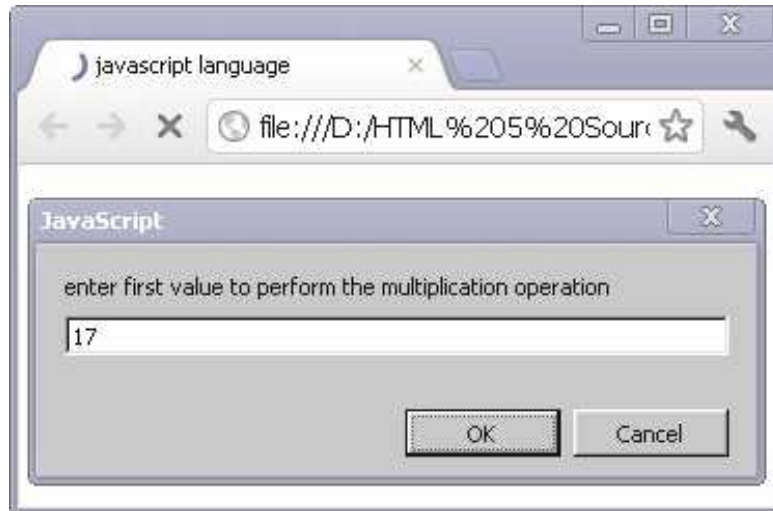 javascript language
file:///D:/HTML%205%20Sour
JavaScript
enter first value to perform the multiplication operation
17
OK
Cancel